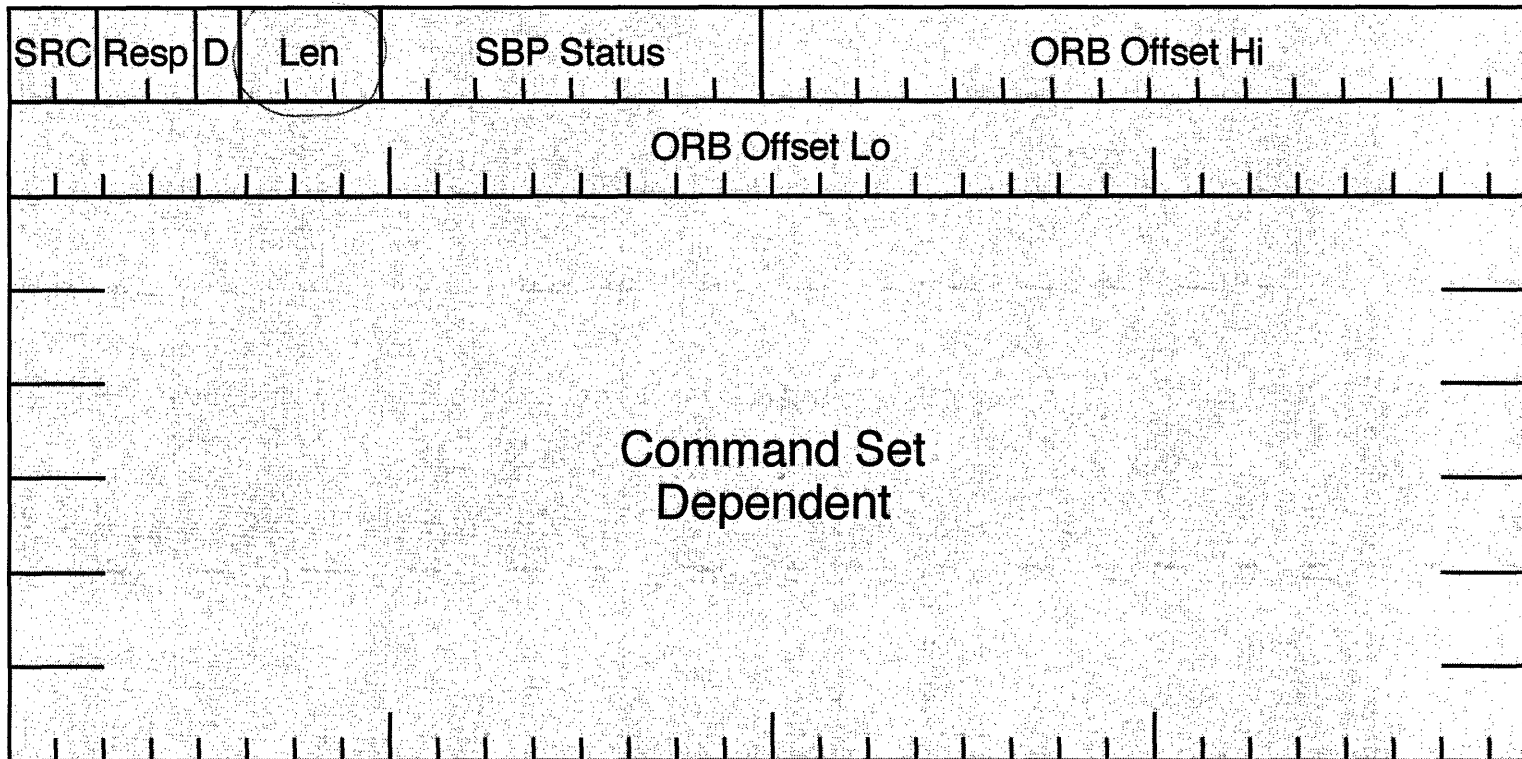 SRC Resp D Len SBP Status ORB Offset Hi
ORB Offset Lo
Command Set
Dependent